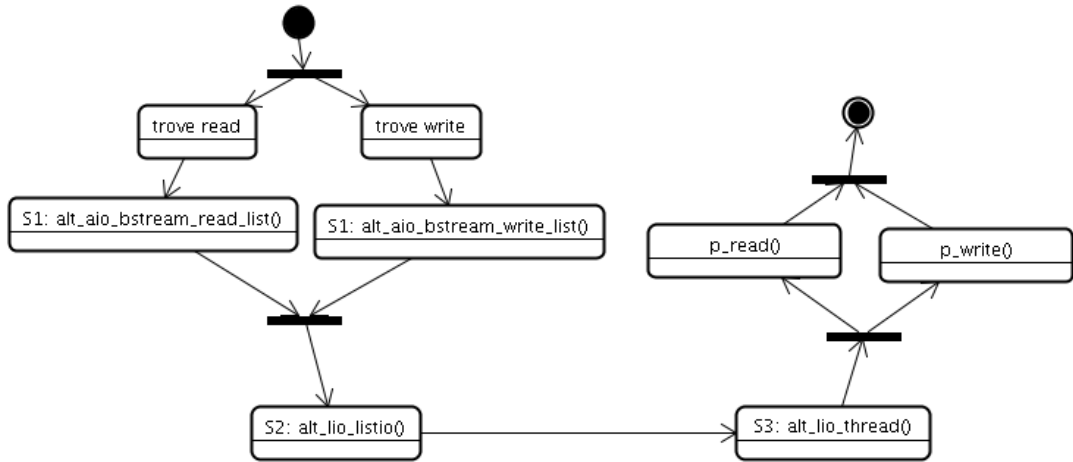 trove read
trove write
S1: alt_aio_bstream_read_list()
S1: alt_aio_bstream_write_list()
p_read()
p_write()
S2: alt_lio_listio()
S3: alt_lio_thread()